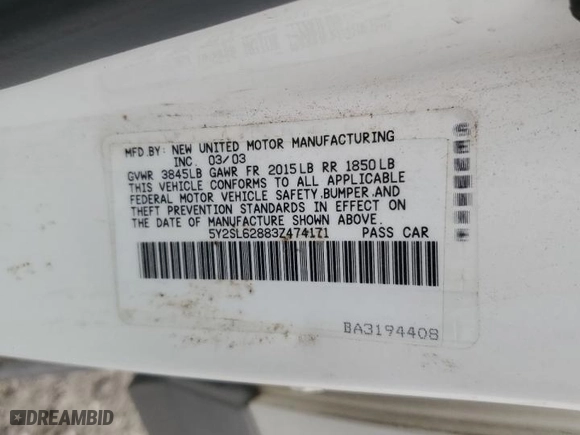 MFD.BY: NEW UNITED MOTOR MANUFACTURING
INC. 03/03
GVWR 3845LB GAWR FR 2015LB RR 1850LB
THIS VEHICLE CONFORMS TO ALL APPLICABLE
FEDERAL MOTOR VEHICLE SAFETY,BUMPER,AND
THEFT PREVENTION STANDARDS IN EFFECT ON
THE DATE OF MANUFACTURE SHOWN ABOVE.
5Y2SL62883Z474171 PASS CAR
BA3194408
DREAMBID